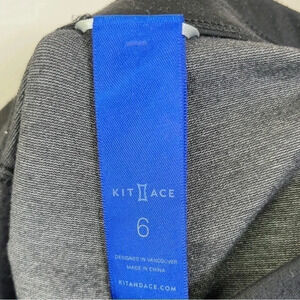 KIT ACE
6
DESIGNED IN VANCOUVER
MADE IN CHINA
KITANDACE.COM